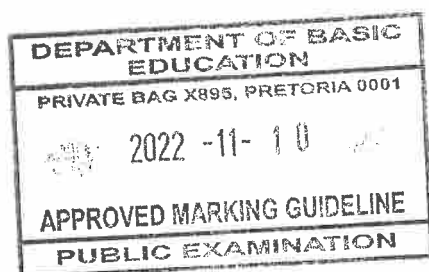 DEPARTMENT OF BASIC
EDUCATION
PRIVATE BAG X895, PRETORIA 0001
2022 -11- 10
APPROVED MARKING GUIDELINE
PUBLIC EXAMINATION